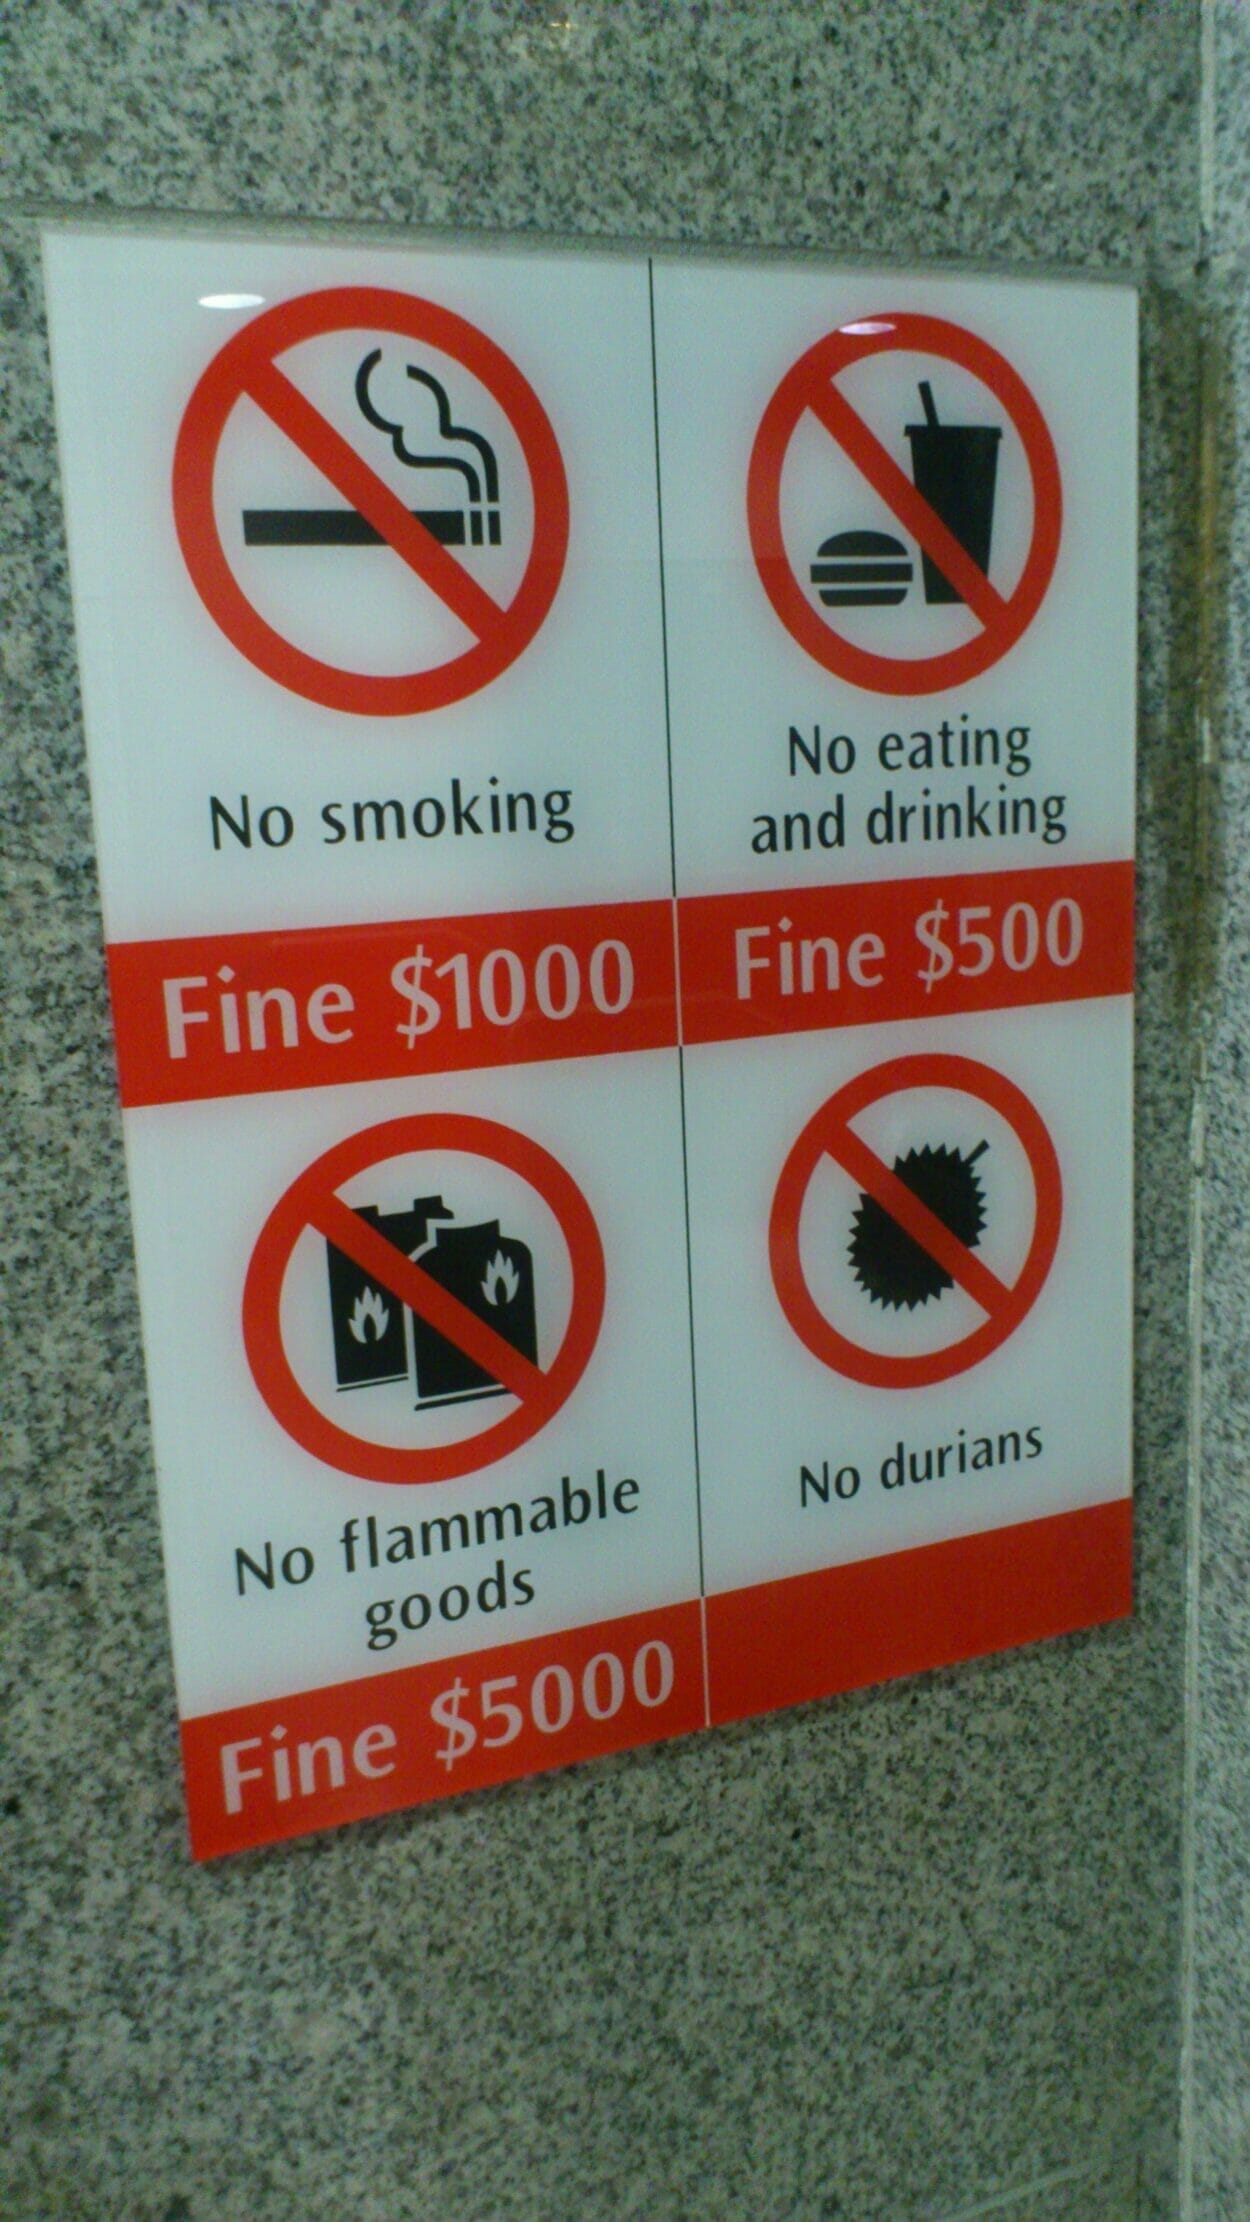 No smoking
Fine $1000
No eating
and drinking
Fine $500
No flammable
goods
Fine $5000
No durians